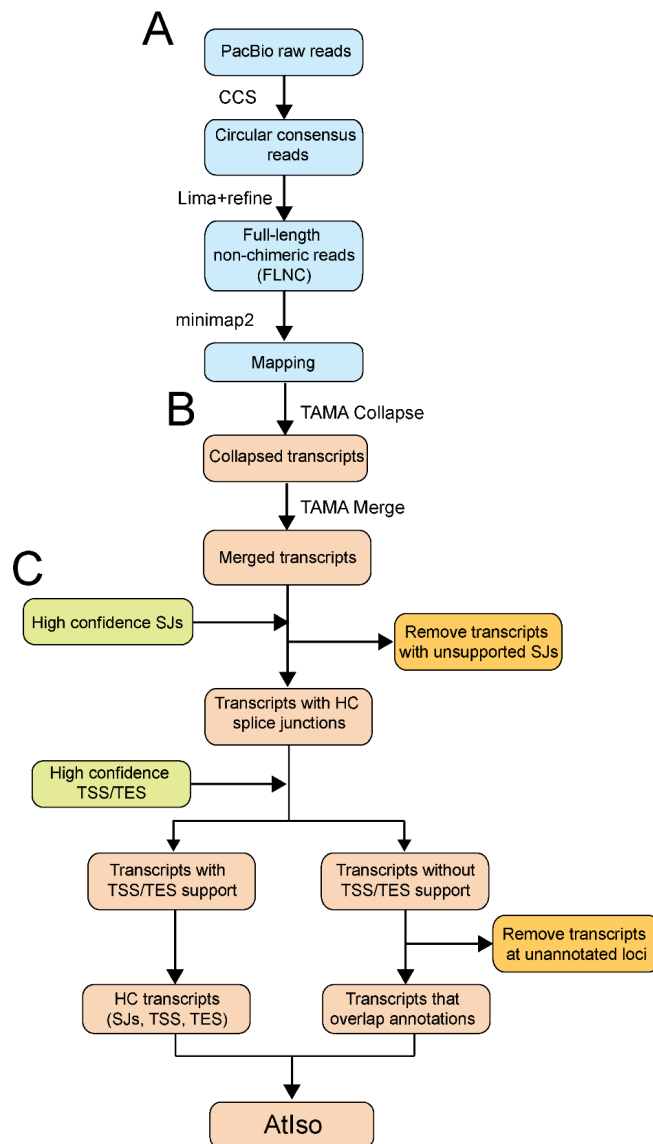 A
PacBio raw reads
CCS
Circular consensus
reads
Lima+refine
Full-length
non-chimeric reads
(FLNC)
minimap2
Mapping
B
TAMA Collapse
Collapsed transcripts
TAMA Merge
Merged transcripts
C
High confidence SJs
Remove transcripts
with unsupported SJs
Transcripts with HC
splice junctions
High confidence
TSS/TES
Transcripts with
TSS/TES support
Transcripts without
TSS/TES support
Remove transcripts
at unannotated loci
HC transcripts
(SJs, TSS, TES)
Transcripts that
overlap annotations
AtIso